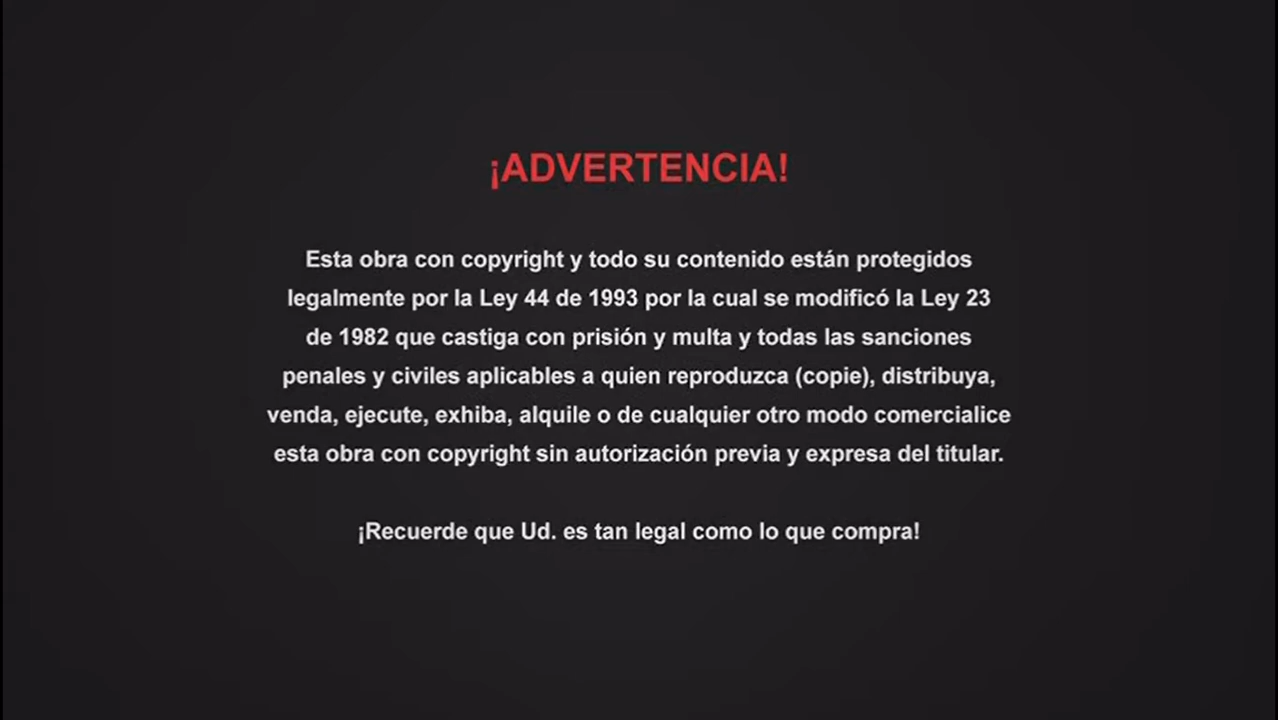 ¡ADVERTENCIA!
Esta obra con copyright y todo su contenido están protegidos
legalmente por la Ley 44 de 1993 por la cual se modificó la Ley 23
de 1982 que castiga con prisión y multa y todas las sanciones
penales y civiles aplicables a quien reproduzca (copie), distribuya,
venda, ejecute, exhiba, alquile o de cualquier otro modo comercialice
esta obra con copyright sin autorización previa y expresa del titular.
¡Recuerde que Ud. es tan legal como lo que compra!